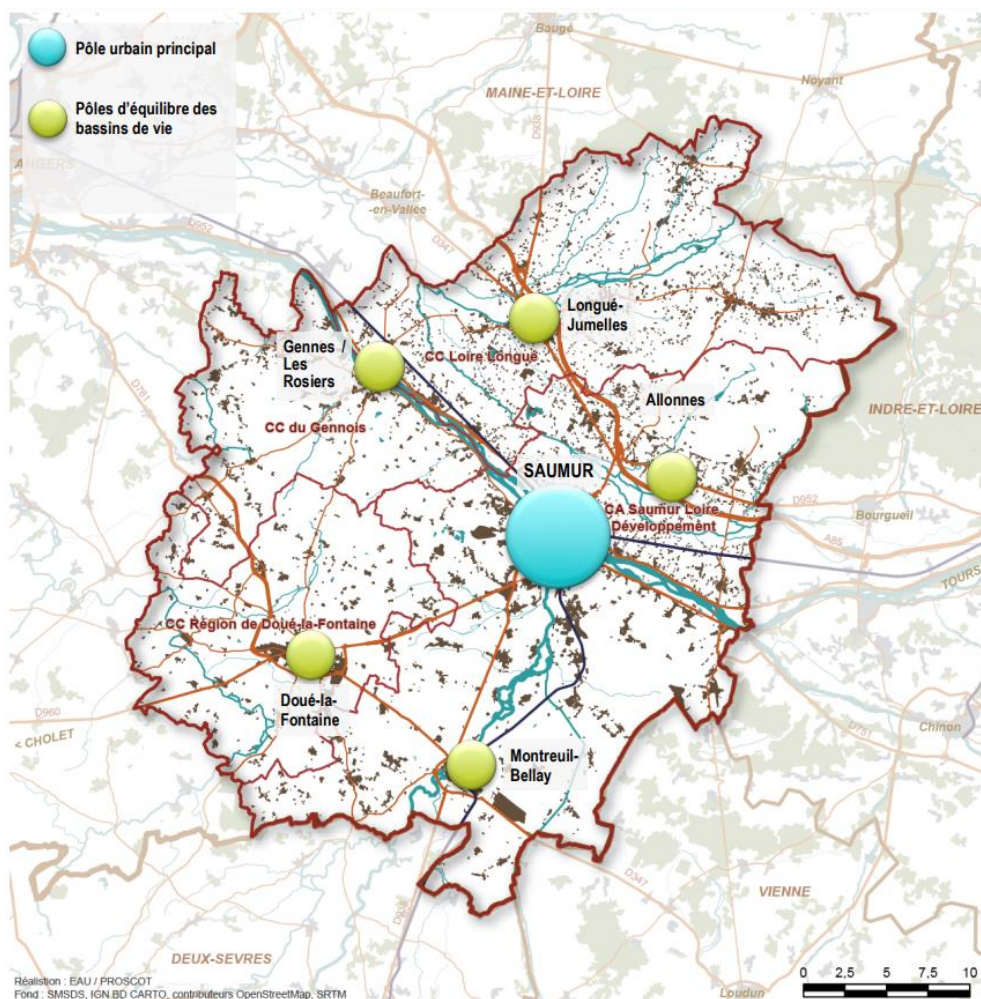 Pôle urbain principal
Pôles d'équilibre des
bassins de vie
Baugé
Noyant
MAINE-ET-LOIRE
D938
ANGERS
Beaufort-
en-Vallée
D952
D347
Longué-
Jumelles
Gennes /
Les
Rosiers
CC Loire Longué
Allonnes
D761
INDRE-ET-LOIRE
CC du Gennois
SAUMUR
CA Saumur Loire
Développement
D952
Bourgueil
A85
TOURS
CC Région de Doué-la-Fontaine
Doué-la-
Fontaine
D960
< CHOLET
D751
Chinon
Montreuil-
Bellay
D347
VIENNE
D938
DEUX-SEVRES
Loudun
Réalistion : EAU / PROSCOT
Fond : SMSDS, IGN BD CARTO, contributeurs OpenStreetMap, SRTM
0 2,5 5 7,5 10